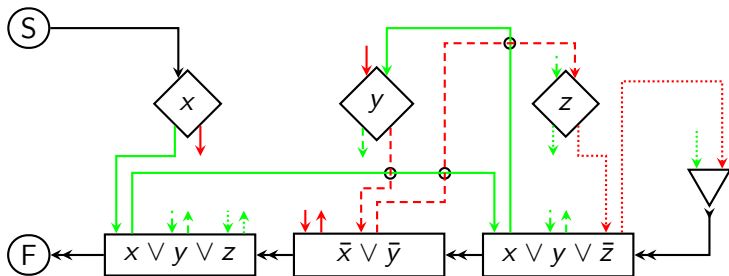 S
x
y
z
F
x ∨ y ∨ z
x̄ ∨ ȳ
x ∨ y ∨ z̄